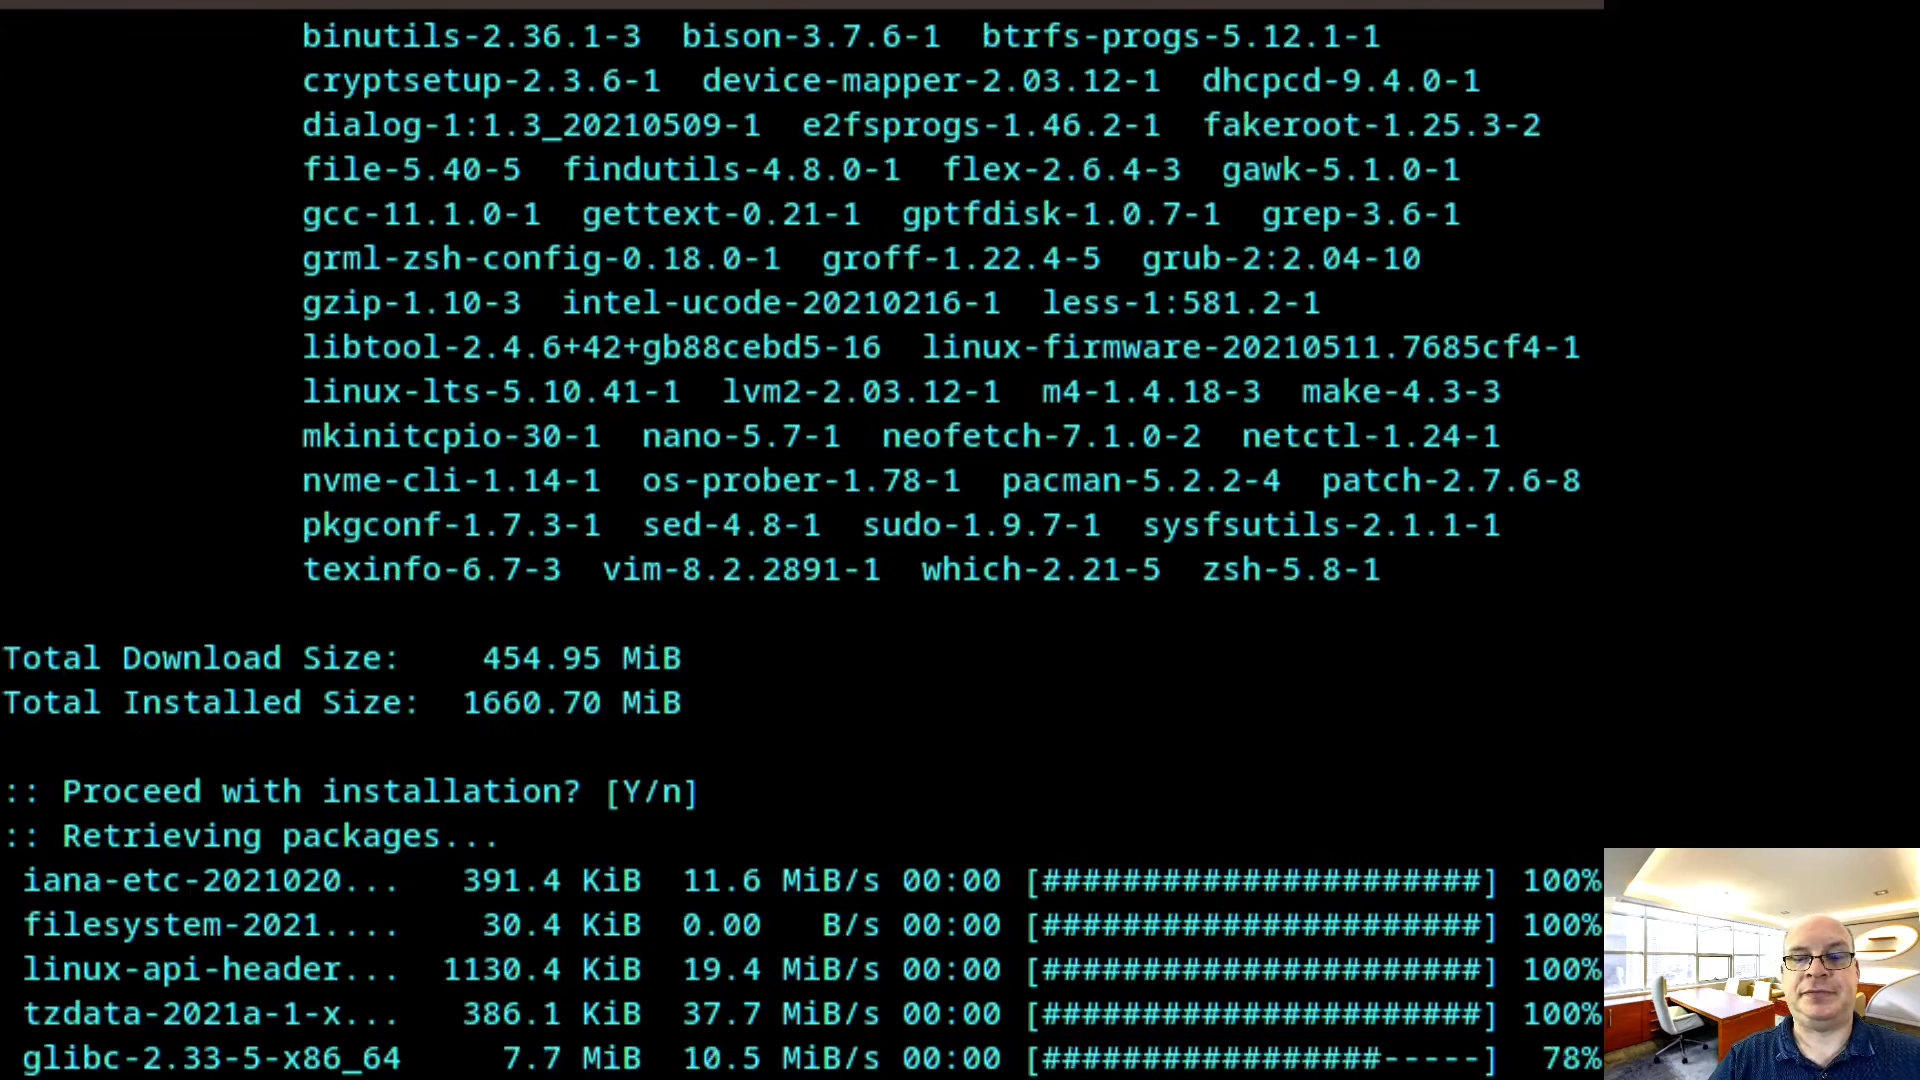 binutils-2.36.1-3  bison-3.7.6-1  btrfs-progs-5.12.1-1
cryptsetup-2.3.6-1  device-mapper-2.03.12-1  dhcpcd-9.4.0-1
dialog-1:1.3_20210509-1  e2fsprogs-1.46.2-1  fakeroot-1.25.3-2
file-5.40-5  findutils-4.8.0-1  flex-2.6.4-3  gawk-5.1.0-1
gcc-11.1.0-1  gettext-0.21-1  gptfdisk-1.0.7-1  grep-3.6-1
grml-zsh-config-0.18.0-1  groff-1.22.4-5  grub-2:2.04-10
gzip-1.10-3  intel-ucode-20210216-1  less-1:581.2-1
libtool-2.4.6+42+gb88cebd5-16  linux-firmware-20210511.7685cf4-1
linux-lts-5.10.41-1  lvm2-2.03.12-1  m4-1.4.18-3  make-4.3-3
mkinitcpio-30-1  nano-5.7-1  neofetch-7.1.0-2  netctl-1.24-1
nvme-cli-1.14-1  os-prober-1.78-1  pacman-5.2.2-4  patch-2.7.6-8
pkgconf-1.7.3-1  sed-4.8-1  sudo-1.9.7-1  sysfsutils-2.1.1-1
texinfo-6.7-3  vim-8.2.2891-1  which-2.21-5  zsh-5.8-1
Total Download Size:    454.95 MiB
Total Installed Size:  1660.70 MiB
:: Proceed with installation? [Y/n]
:: Retrieving packages...
iana-etc-2021020...   391.4 KiB  11.6 MiB/s 00:00 [######################] 100%
filesystem-2021....    30.4 KiB  0.00   B/s 00:00 [######################] 100%
linux-api-header...  1130.4 KiB  19.4 MiB/s 00:00 [######################] 100%
tzdata-2021a-1-x...   386.1 KiB  37.7 MiB/s 00:00 [######################] 100%
glibc-2.33-5-x86_64     7.7 MiB  10.5 MiB/s 00:00 [#################-----]  78%